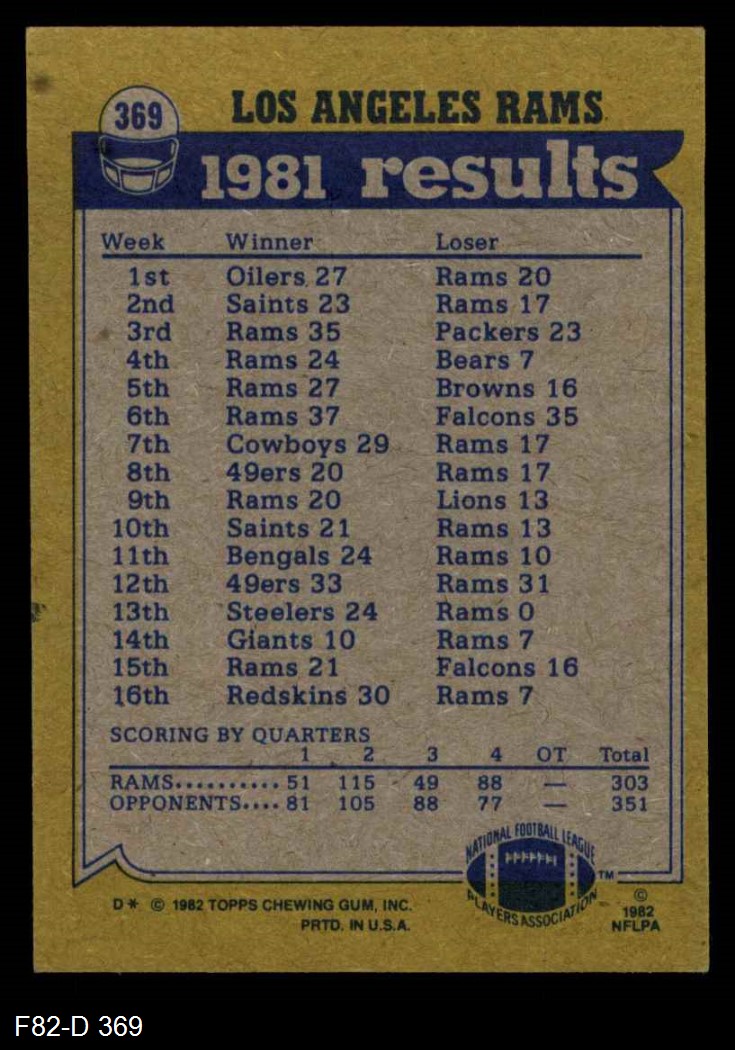 369
LOS ANGELES RAMS
1981 results
Week Winner Loser
1st Oilers 27 Rams 20
2nd Saints 23 Rams 17
3rd Rams 35 Packers 23
4th Rams 24 Bears 7
5th Rams 27 Browns 16
6th Rams 37 Falcons 35
7th Cowboys 29 Rams 17
8th 49ers 20 Rams 17
9th Rams 20 Lions 13
10th Saints 21 Rams 13
11th Bengals 24 Rams 10
12th 49ers 33 Rams 31
13th Steelers 24 Rams 0
14th Giants 10 Rams 7
15th Rams 21 Falcons 16
16th Redskins 30 Rams 7
SCORING BY QUARTERS
1 2 3 4 OT Total
RAMS.......... 51 115 49 88 — 303
OPPONENTS.... 81 105 88 77 — 351
NATIONAL FOOTBALL LEAGUE
PLAYERS ASSOCIATION
TM
D* © 1982 TOPPS CHEWING GUM, INC.
PRTD. IN U.S.A.
©
1982
NFLPA
F82-D 369